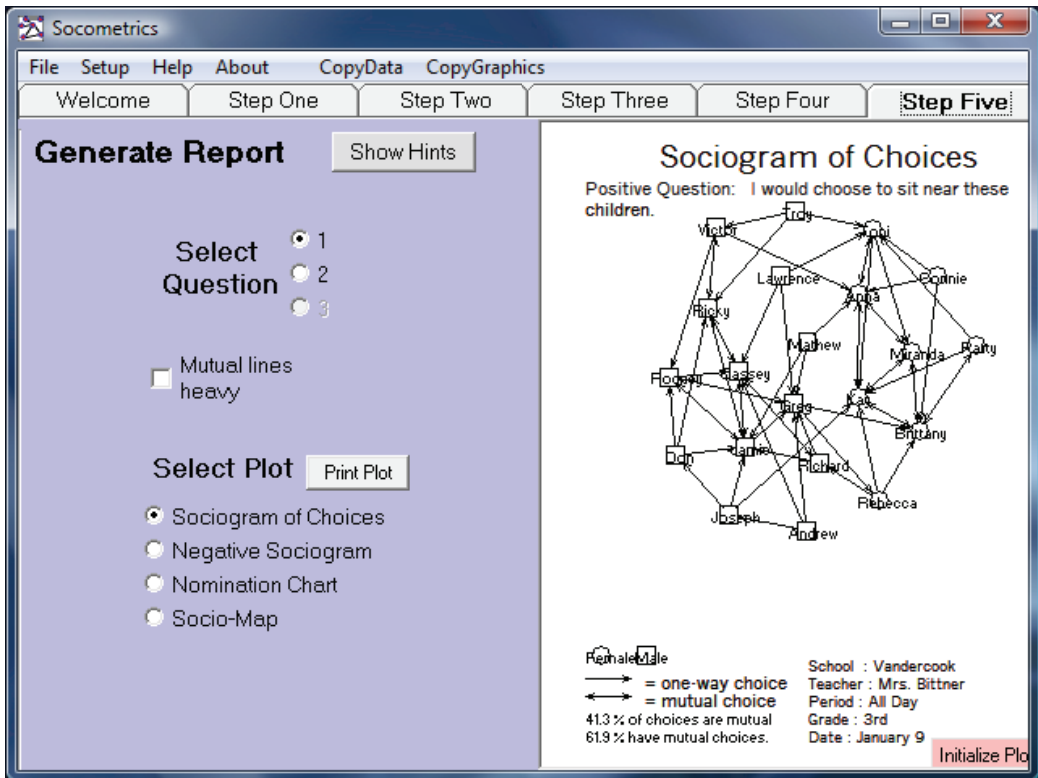 Socometrics
File Setup Help About CopyData CopyGraphics
Welcome Step One Step Two Step Three Step Four Step Five
Generate Report
Show Hints
Select
Question
1
2
3
Mutual lines
heavy
Select Plot
Print Plot
Sociogram of Choices
Negative Sociogram
Nomination Chart
Socio-Map
Sociogram of Choices
Positive Question: I would choose to sit near these
children.
Troy
Victor
Lawrence
Anna
Ricky
Mathew
Miranda
Greg
Brittany
Don
Jamie
Richard
Rebecca
Joseph
Andrew
Female Male
= one-way choice
= mutual choice
41.3 % of choices are mutual
61.9 % have mutual choices.
School : Vandercook
Teacher : Mrs. Bittner
Period : All Day
Grade : 3rd
Date : January 9
Initialize Plo